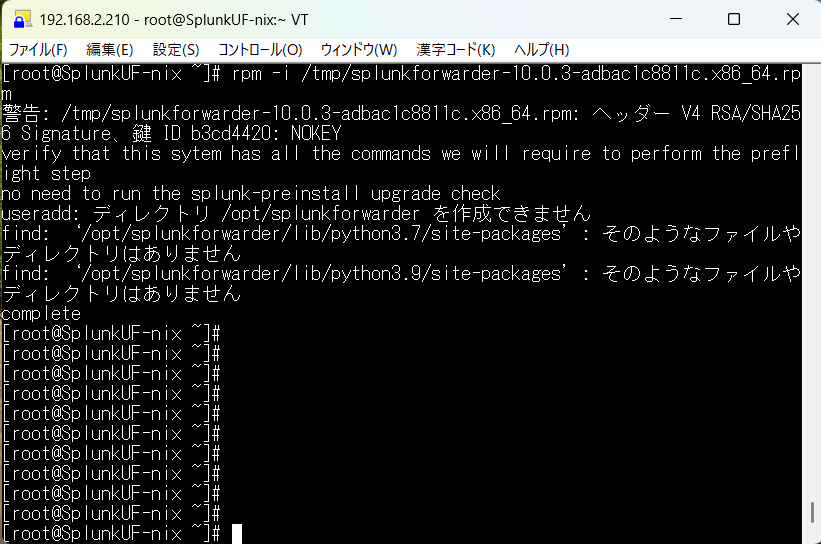 192.168.2.210 - root@SplunkUF-nix:~ VT
ファイル(F) 編集(E) 設定(S) コントロール(O) ウィンドウ(W) 漢字コード(K) ヘルプ(H)
[root@SplunkUF-nix ~]# rpm -i /tmp/splunkforwarder-10.0.3-adbac1c8811c.x86_64.rp
m
警告: /tmp/splunkforwarder-10.0.3-adbac1c8811c.x86_64.rpm: ヘッダー V4 RSA/SHA25
6 Signature、鍵 ID b3cd4420: NOKEY
verify that this sytem has all the commands we will require to perform the prefl
ight step
no need to run the splunk-preinstall upgrade check
useradd: ディレクトリ /opt/splunkforwarder を作成できません
find: ‘/opt/splunkforwarder/lib/python3.7/site-packages’: そのようなファイルや
ディレクトリはありません
find: ‘/opt/splunkforwarder/lib/python3.9/site-packages’: そのようなファイルや
ディレクトリはありません
complete
[root@SplunkUF-nix ~]#
[root@SplunkUF-nix ~]#
[root@SplunkUF-nix ~]#
[root@SplunkUF-nix ~]#
[root@SplunkUF-nix ~]#
[root@SplunkUF-nix ~]#
[root@SplunkUF-nix ~]#
[root@SplunkUF-nix ~]#
[root@SplunkUF-nix ~]#
[root@SplunkUF-nix ~]#
[root@SplunkUF-nix ~]#